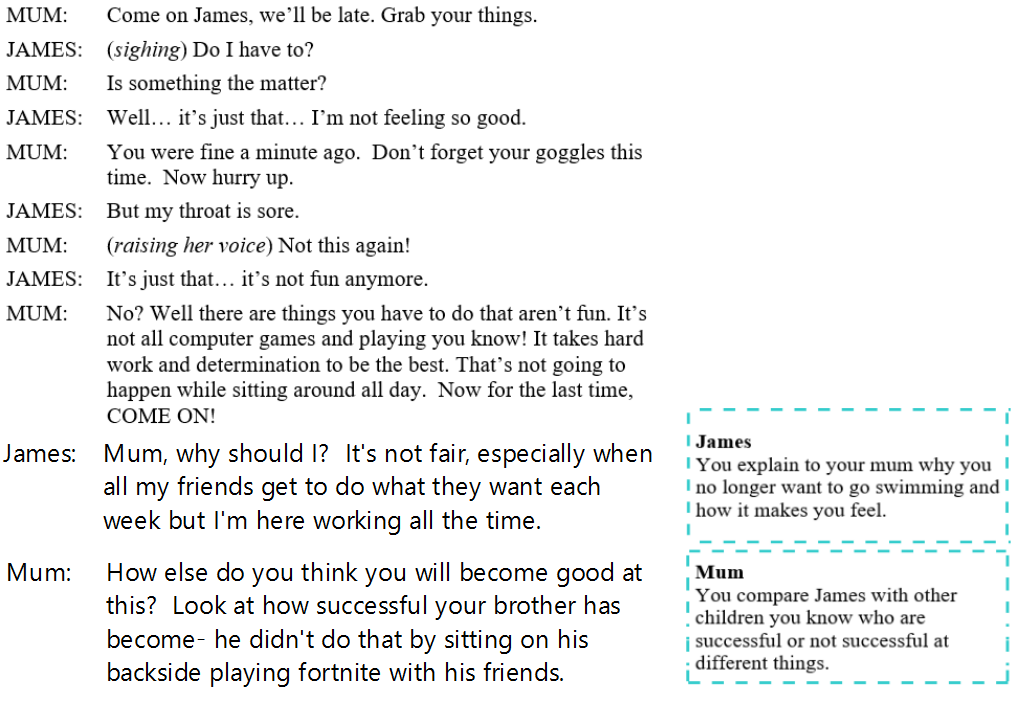 MUM: Come on James, we’ll be late. Grab your things.
JAMES: (sighing) Do I have to?
MUM: Is something the matter?
JAMES: Well… it’s just that… I’m not feeling so good.
MUM: You were fine a minute ago.  Don’t forget your goggles this
time.  Now hurry up.
JAMES: But my throat is sore.
MUM: (raising her voice) Not this again!
JAMES: It’s just that… it’s not fun anymore.
MUM: No? Well there are things you have to do that aren’t fun. It’s
not all computer games and playing you know! It takes hard
work and determination to be the best. That’s not going to
happen while sitting around all day.  Now for the last time,
COME ON!
James: Mum, why should I?  It's not fair, especially when
all my friends get to do what they want each
week but I'm here working all the time.
Mum: How else do you think you will become good at
this?  Look at how successful your brother has
become- he didn't do that by sitting on his
backside playing fortnite with his friends.
James
You explain to your mum why you
no longer want to go swimming and
how it makes you feel.
Mum
You compare James with other
children you know who are
successful or not successful at
different things.